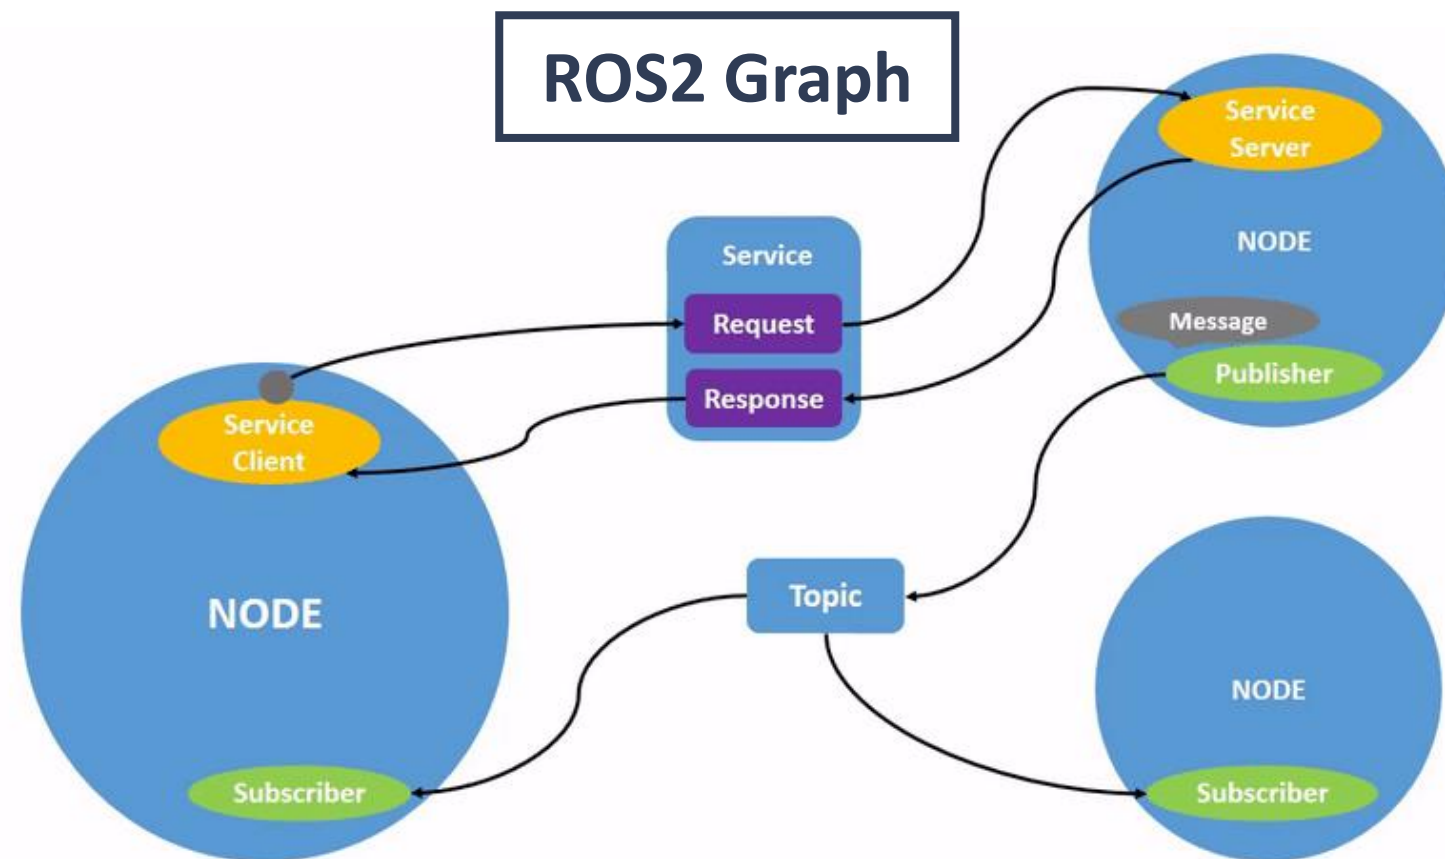 ROS2 Graph
Service
Server
NODE
Message
Publisher
Service
Request
Response
Service
Client
NODE
Subscriber
Topic
NODE
Subscriber